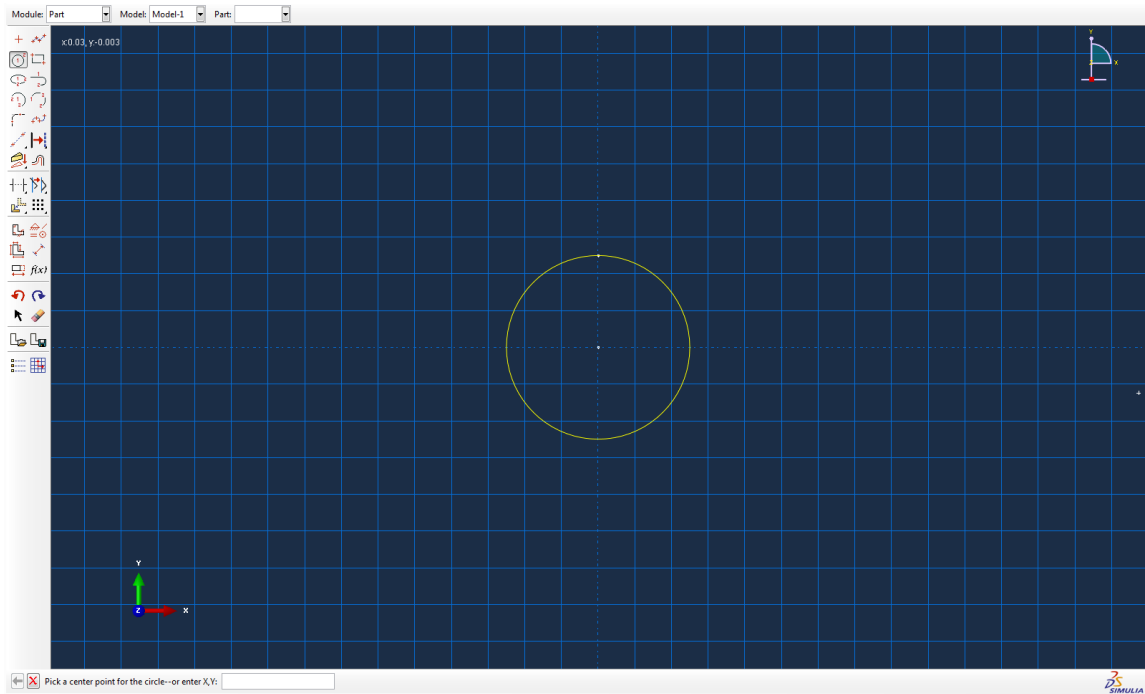 Module: Part Model: Model-1 Part:
x:0.03, y:-0.003
Y
X
f(x)
Y
Z X
Pick a center point for the circle--or enter X,Y:
SIMULIA